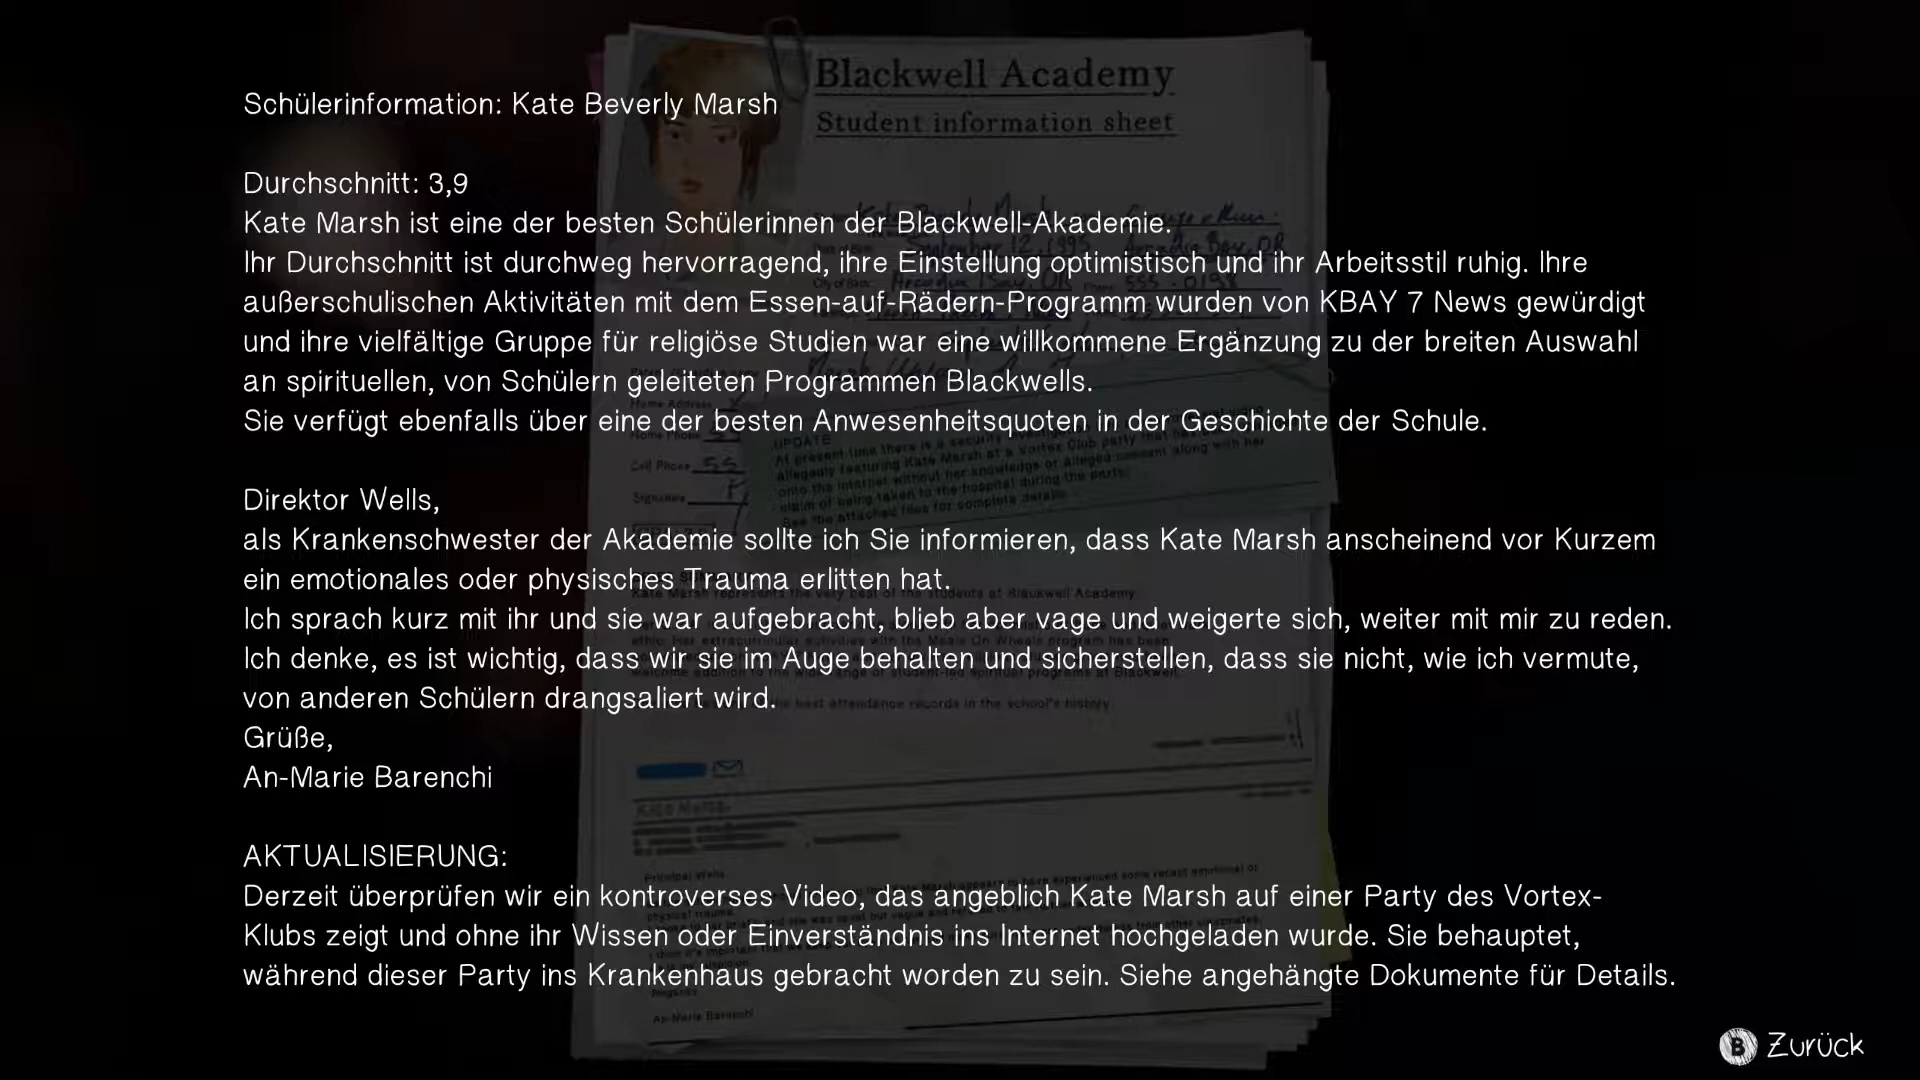 Blackwell Academy
Student information sheet
Schülerinformation: Kate Beverly Marsh
Durchschnitt: 3,9
Kate Marsh ist eine der besten Schülerinnen der Blackwell-Akademie.
Ihr Durchschnitt ist durchweg hervorragend, ihre Einstellung optimistisch und ihr Arbeitsstil ruhig. Ihre
außerschulischen Aktivitäten mit dem Essen-auf-Rädern-Programm wurden von KBAY 7 News gewürdigt
und ihre vielfältige Gruppe für religiöse Studien war eine willkommene Ergänzung zu der breiten Auswahl
an spirituellen, von Schülern geleiteten Programmen Blackwells.
Sie verfügt ebenfalls über eine der besten Anwesenheitsquoten in der Geschichte der Schule.
Direktor Wells,
als Krankenschwester der Akademie sollte ich Sie informieren, dass Kate Marsh anscheinend vor Kurzem
ein emotionales oder physisches Trauma erlitten hat.
Ich sprach kurz mit ihr und sie war aufgebracht, blieb aber vage und weigerte sich, weiter mit mir zu reden.
Ich denke, es ist wichtig, dass wir sie im Auge behalten und sicherstellen, dass sie nicht, wie ich vermute,
von anderen Schülern drangsaliert wird.
Grüße,
An-Marie Barenchi
AKTUALISIERUNG:
Derzeit überprüfen wir ein kontroverses Video, das angeblich Kate Marsh auf einer Party des Vortex-
Klubs zeigt und ohne ihr Wissen oder Einverständnis ins Internet hochgeladen wurde. Sie behauptet,
während dieser Party ins Krankenhaus gebracht worden zu sein. Siehe angehängte Dokumente für Details.
An-Marie Barenchi
B Zurück